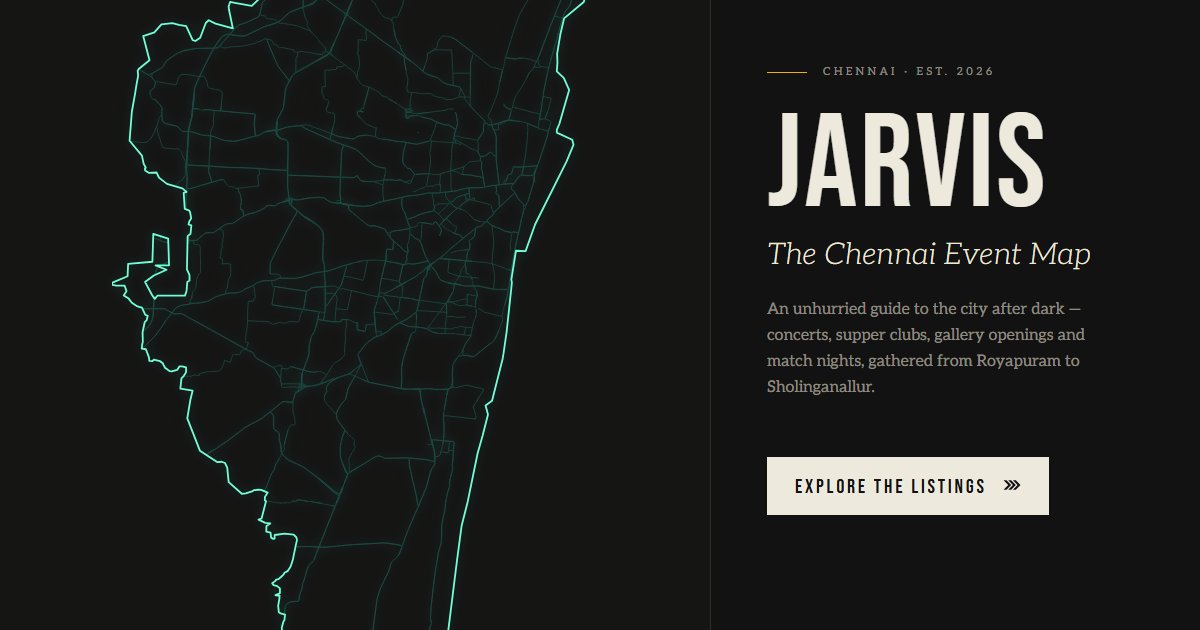 CHENNAI · EST. 2026
JARVIS
The Chennai Event Map
An unhurried guide to the city after dark —
concerts, supper clubs, gallery openings and
match nights, gathered from Royapuram to
Sholinganallur.
EXPLORE THE LISTINGS